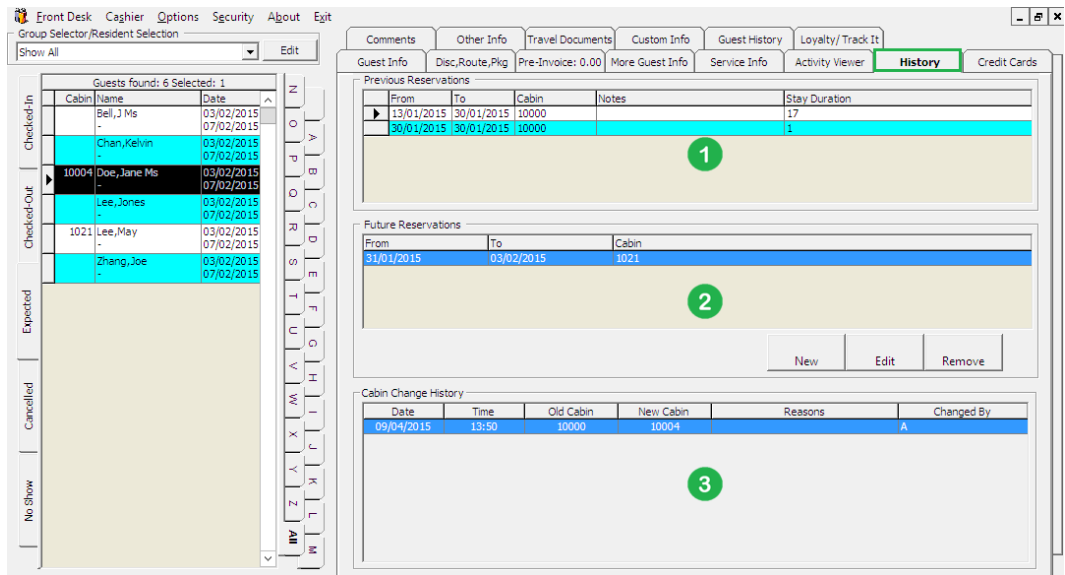 Front Desk Cashier Options Security About Exit
Group Selector/Resident Selection
Show All Edit
Guests found: 6 Selected: 1
Cabin Name Date
Bell,J Ms 03/02/2015
- 07/02/2015
Chan,Kelvin 03/02/2015
- 07/02/2015
10004 Doe,Jane Ms 03/02/2015
- 07/02/2015
Lee,Jones 03/02/2015
- 07/02/2015
1021 Lee,May 03/02/2015
- 07/02/2015
Zhang,Joe 03/02/2015
- 07/02/2015
Checked-In
Checked-Out
Expected
Cancelled
No Show
N
O
P
Q
R
S
T
U
V
W
X
Y
Z
All
A
B
C
D
E
F
G
H
I
J
K
L
M
Comments Other Info Travel Documents Custom Info Guest History Loyalty/Track It
Guest Info Disc,Route,Pkg Pre-Invoice: 0.00 More Guest Info Service Info Activity Viewer History Credit Cards
Previous Reservations
From To Cabin Notes Stay Duration
13/01/2015 30/01/2015 10000 17
30/01/2015 30/01/2015 10000 1
1
Future Reservations
From To Cabin
31/01/2015 03/02/2015 1021
2
New Edit Remove
Cabin Change History
Date Time Old Cabin New Cabin Reasons Changed By
09/04/2015 13:50 10000 10004 A
3